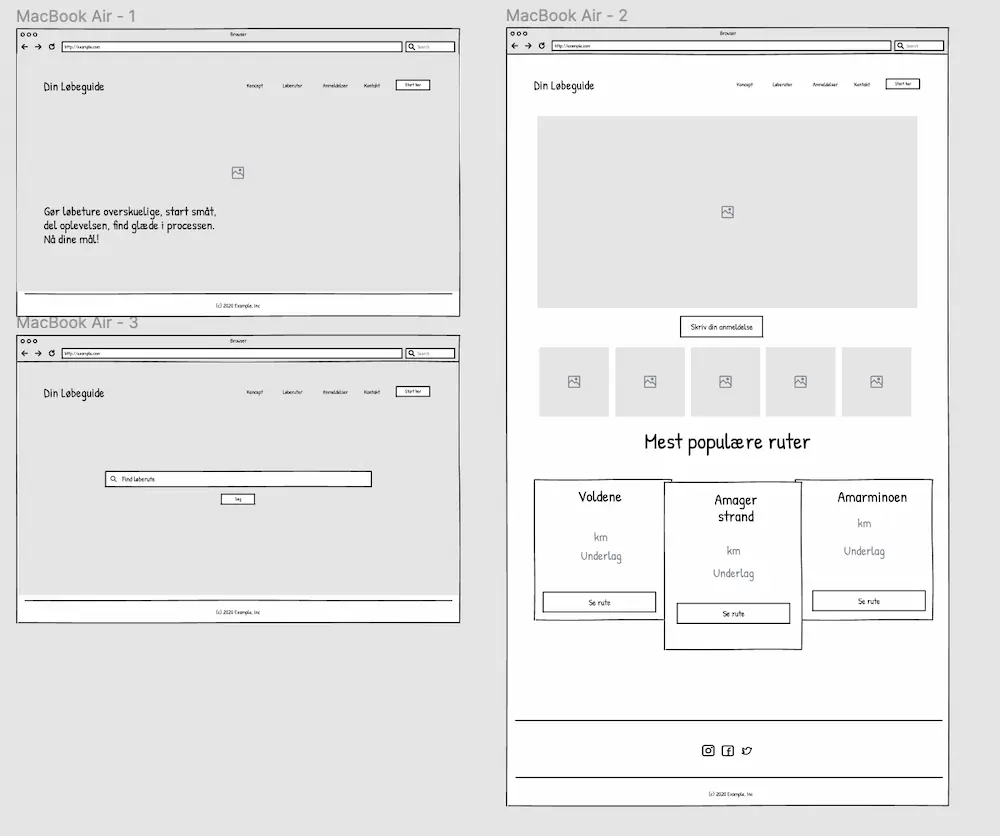 MacBook Air - 1
Browser
http://example.com
Search
Din Løbeguide
Koncept
Løberuter
Anmeldelser
Kontakt
Start her
Gør løbeture overskuelige, start småt,
del oplevelsen, find glæde i processen.
Nå dine mål!
(c) 2020 Example, Inc
MacBook Air - 3
Browser
http://example.com
Search
Din Løbeguide
Koncept
Løberuter
Anmeldelser
Kontakt
Start her
Find løberute
Søg
(c) 2020 Example, Inc
MacBook Air - 2
Browser
http://example.com
Search
Din Løbeguide
Koncept
Løberuter
Anmeldelser
Kontakt
Start her
Skriv din anmeldelse
Mest populære ruter
Voldene
km
Underlag
Se rute
Amager
strand
km
Underlag
Se rute
Amarminoen
km
Underlag
Se rute
(c) 2020 Example, Inc